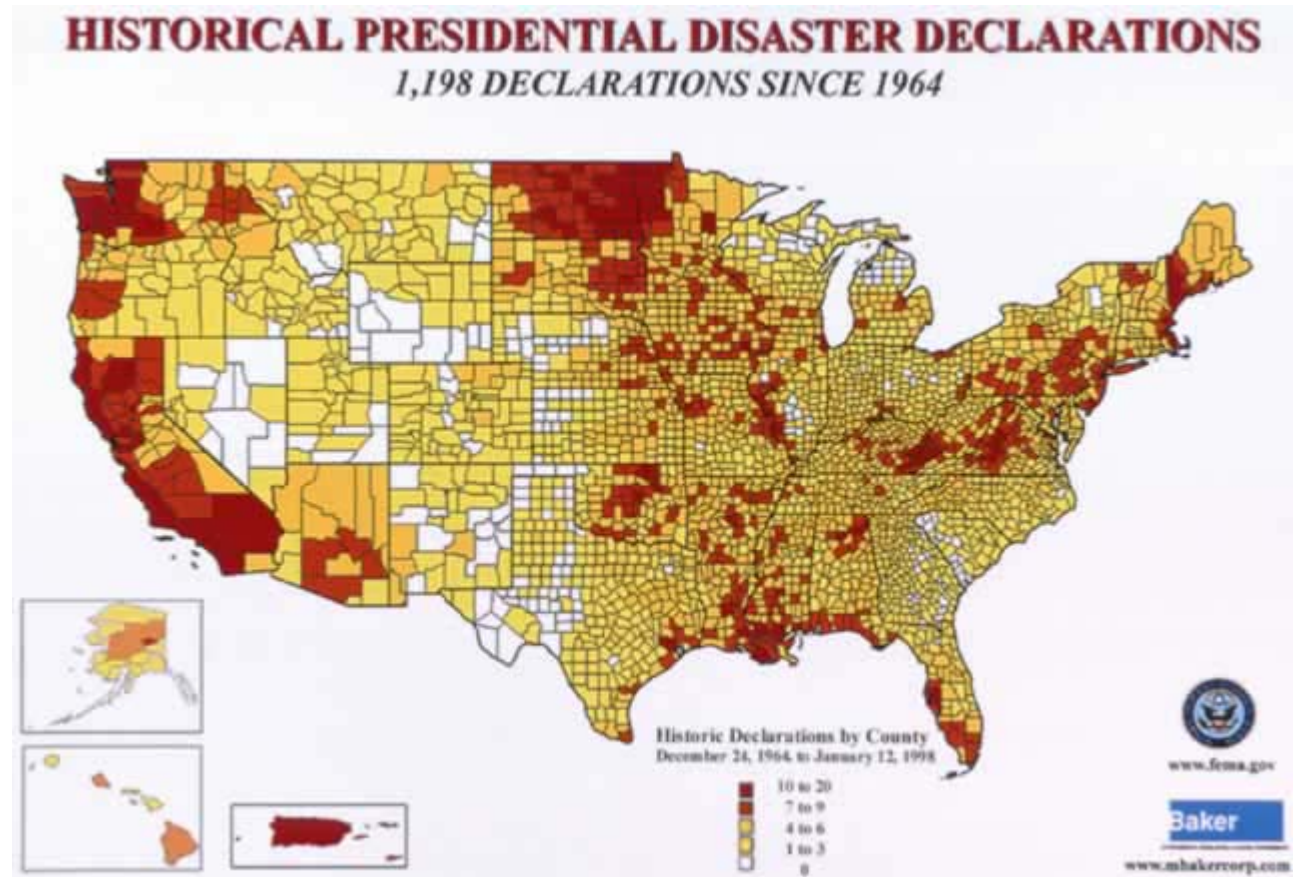 HISTORICAL PRESIDENTIAL DISASTER DECLARATIONS
1,198 DECLARATIONS SINCE 1964
Historic Declarations by County
December 24, 1964, to January 12, 1998
10 to 20
7 to 9
4 to 6
1 to 3
0
www.fema.gov
Baker
www.mbakercorp.com